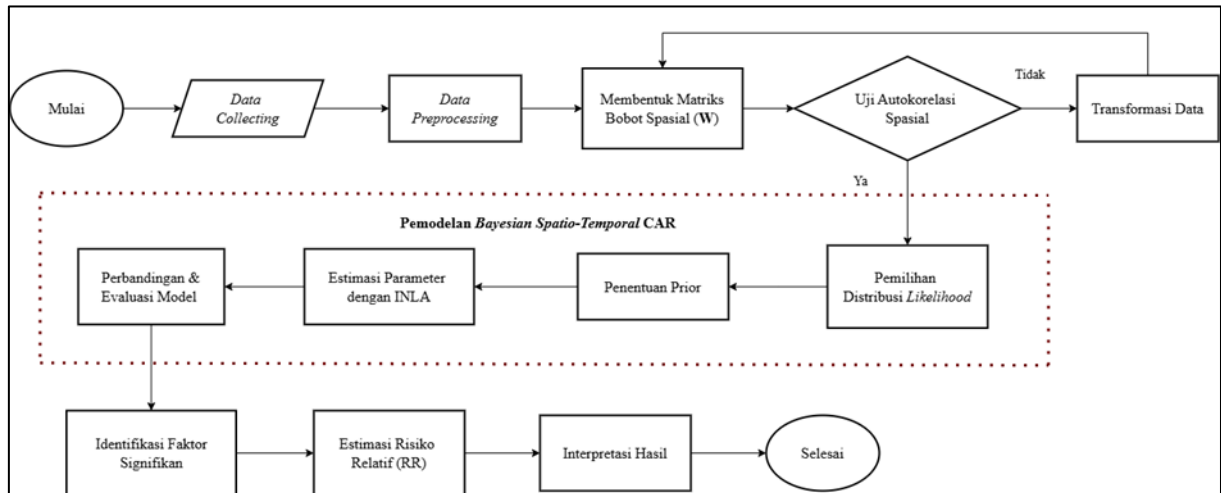 Mulai
Data
Collecting
Data
Preprocessing
Membentuk Matriks
Bobot Spasial (W)
Uji Autokorelasi
Spasial
Tidak
Transformasi Data
Ya
Pemodelan Bayesian Spatio-Temporal CAR
Pemilihan
Distribusi Likelihood
Penentuan Prior
Estimasi Parameter
dengan INLA
Perbandingan &
Evaluasi Model
Identifikasi Faktor
Signifikan
Estimasi Risiko
Relatif (RR)
Interpretasi Hasil
Selesai